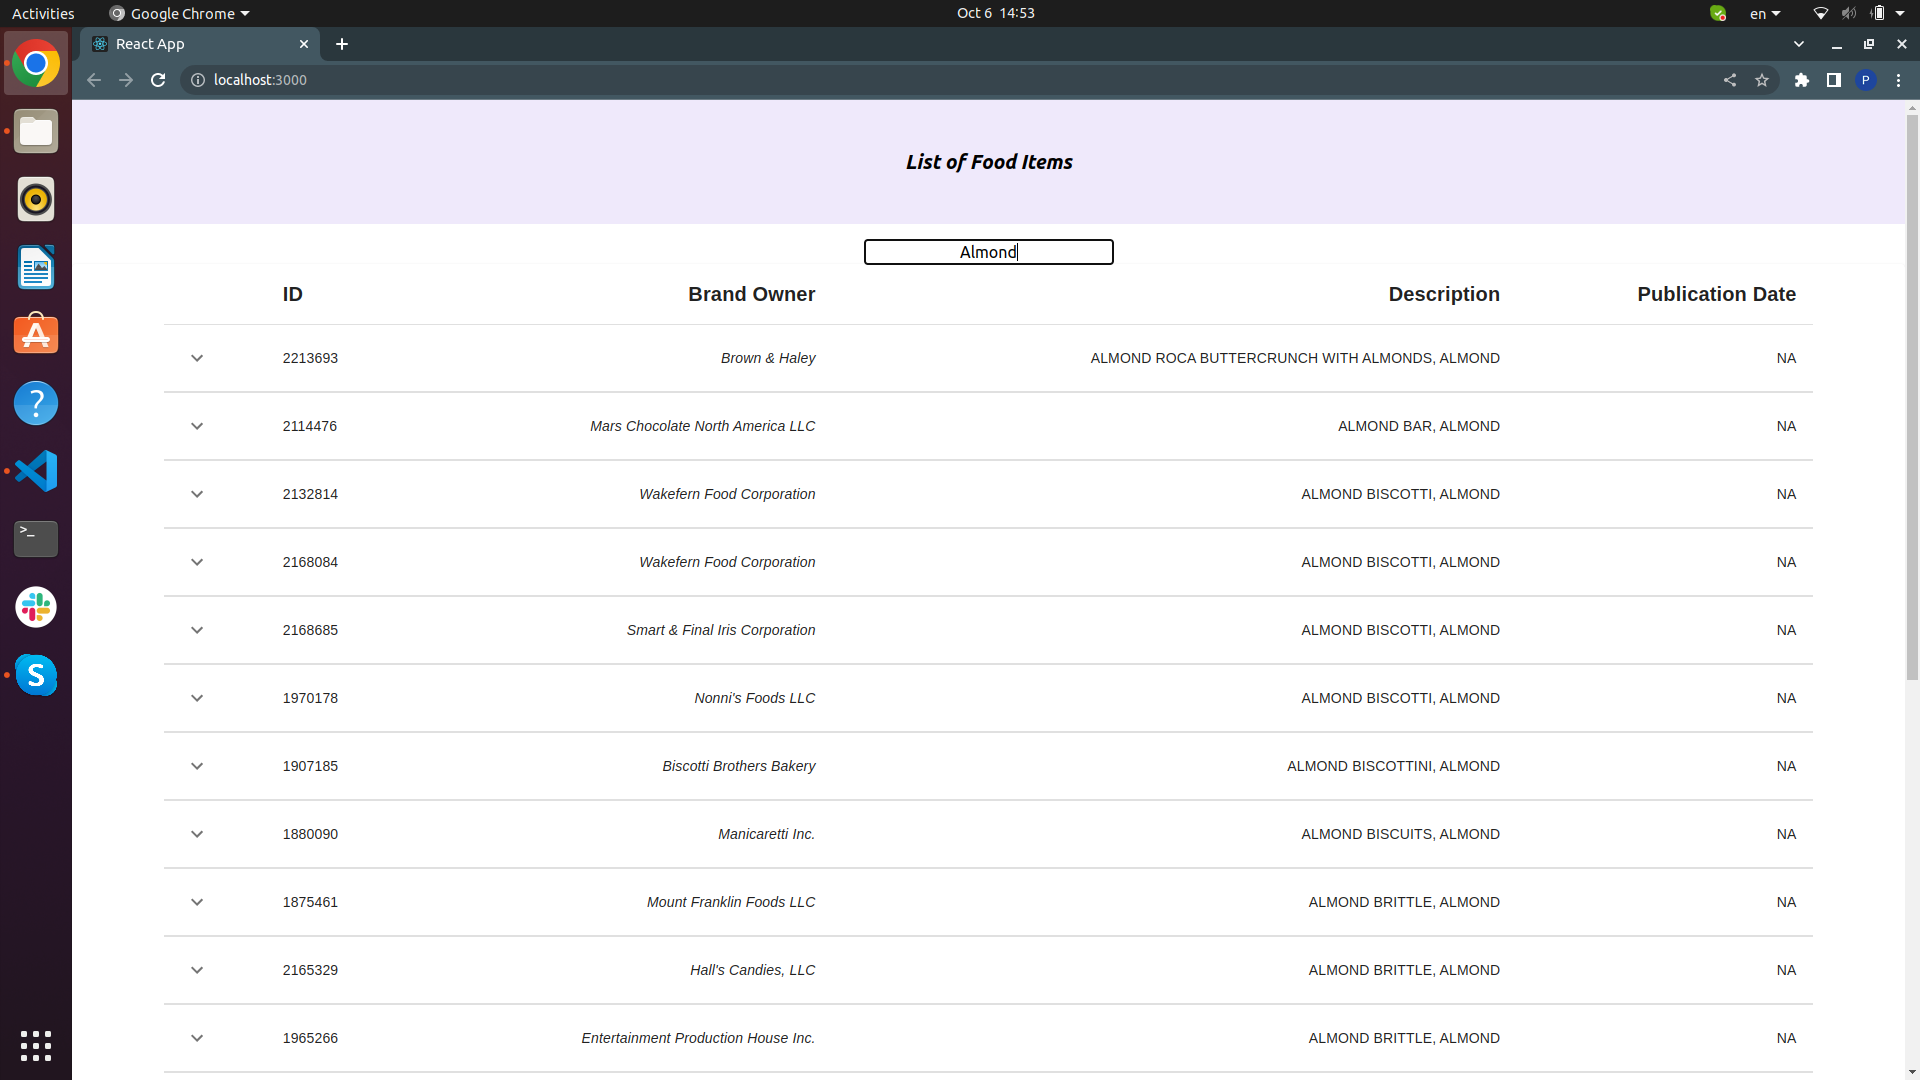 Activities Google Chrome Oct 6 14:53 en
React App
localhost:3000 P
List of Food Items
Almond
ID Brand Owner Description Publication Date
2213693 Brown & Haley ALMOND ROCA BUTTERCRUNCH WITH ALMONDS, ALMOND NA
2114476 Mars Chocolate North America LLC ALMOND BAR, ALMOND NA
2132814 Wakefern Food Corporation ALMOND BISCOTTI, ALMOND NA
2168084 Wakefern Food Corporation ALMOND BISCOTTI, ALMOND NA
2168685 Smart & Final Iris Corporation ALMOND BISCOTTI, ALMOND NA
1970178 Nonni's Foods LLC ALMOND BISCOTTI, ALMOND NA
1907185 Biscotti Brothers Bakery ALMOND BISCOTTINI, ALMOND NA
1880090 Manicaretti Inc. ALMOND BISCUITS, ALMOND NA
1875461 Mount Franklin Foods LLC ALMOND BRITTLE, ALMOND NA
2165329 Hall's Candies, LLC ALMOND BRITTLE, ALMOND NA
1965266 Entertainment Production House Inc. ALMOND BRITTLE, ALMOND NA